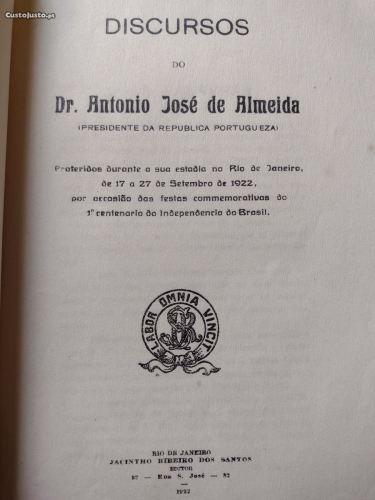 CustoJusto.pt
DISCURSOS
DO
Dr. Antonio José de Almeida
(PRESIDENTE DA REPUBLICA PORTUGUEZA)
Proferidos durante a sua estadia no Rio de Janeiro,
de 17 a 27 de Setembro de 1922,
por occasião das festas commemorativas do
1º centenario da Independencia do Brasil.
LABOR OMNIA VINCIT
RIO DE JANEIRO
JACINTHO RIBEIRO DOS SANTOS
EDITOR
— Rua S. José —
1922